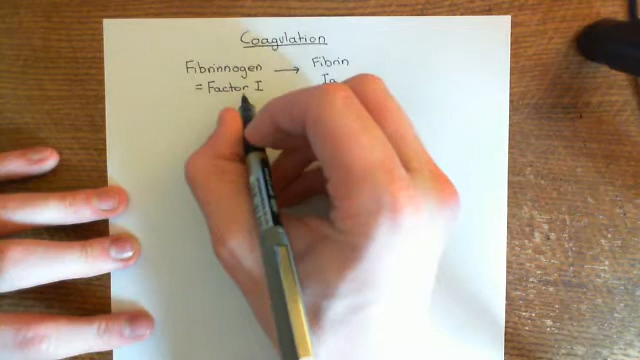 Coagulation
Fibrinnogen → Fibrin
= Factor I Ia